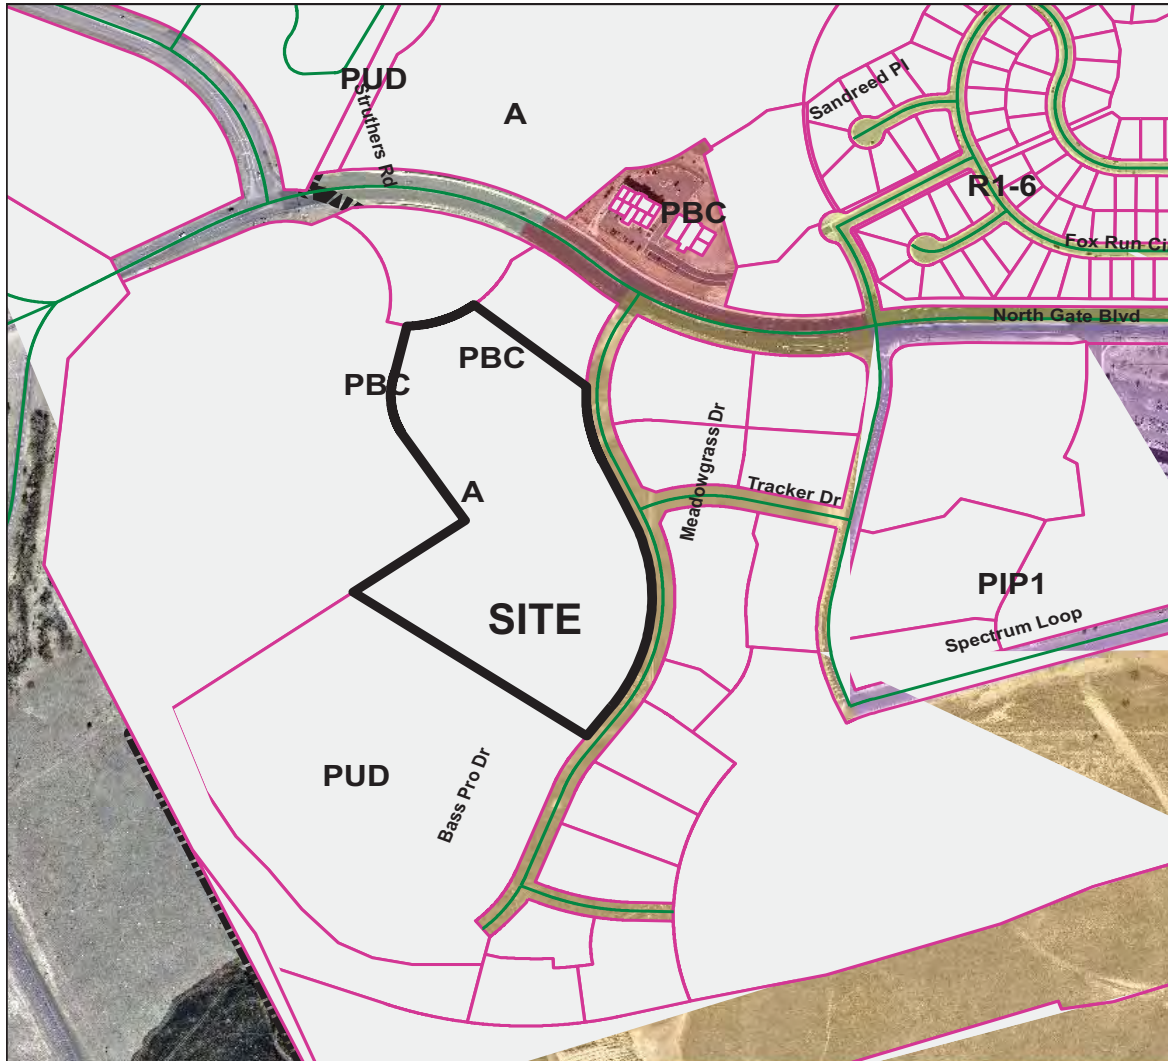 PUD
Struthers Rd
A
Sandreed Pl
R1-6
PBC
Fox Run Cir
North Gate Blvd
PBC
PBC
Meadowgrass Dr
A
Tracker Dr
PIP1
SITE
Spectrum Loop
PUD
Bass Pro Dr